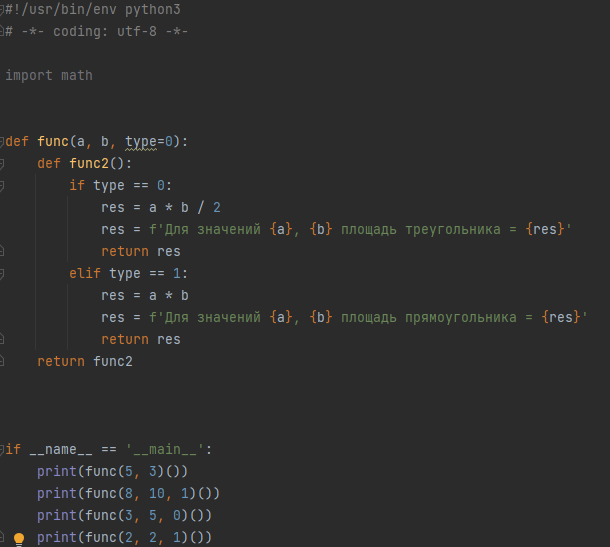 #!/usr/bin/env python3
# -*- coding: utf-8 -*-
import math
def func(a, b, type=0):
    def func2():
        if type == 0:
            res = a * b / 2
            res = f'Для значений {a}, {b} площадь треугольника = {res}'
            return res
        elif type == 1:
            res = a * b
            res = f'Для значений {a}, {b} площадь прямоугольника = {res}'
            return res
    return func2
if __name__ == '__main__':
    print(func(5, 3)())
    print(func(8, 10, 1)())
    print(func(3, 5, 0)())
    print(func(2, 2, 1)())